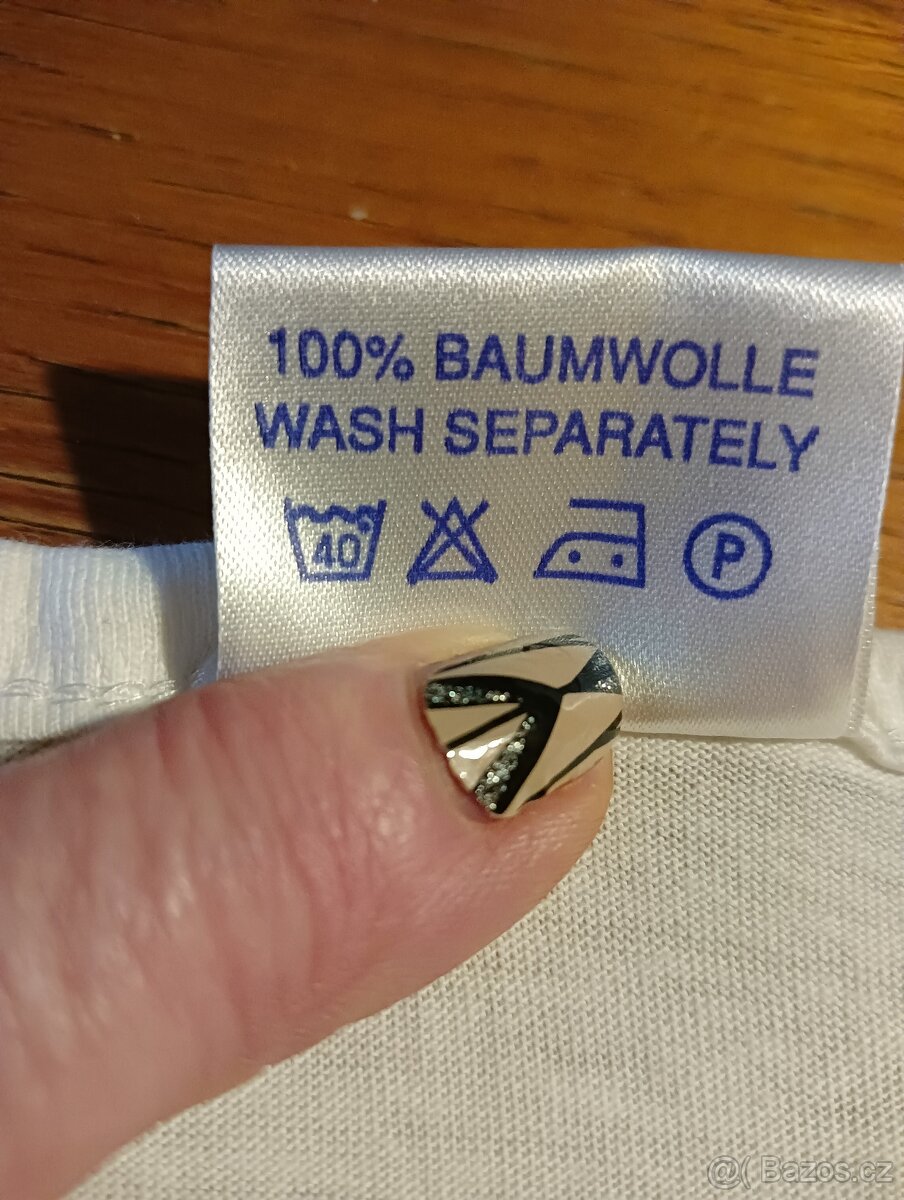 100% BAUMWOLLE
WASH SEPARATELY
40 P
@( Bazos.cz